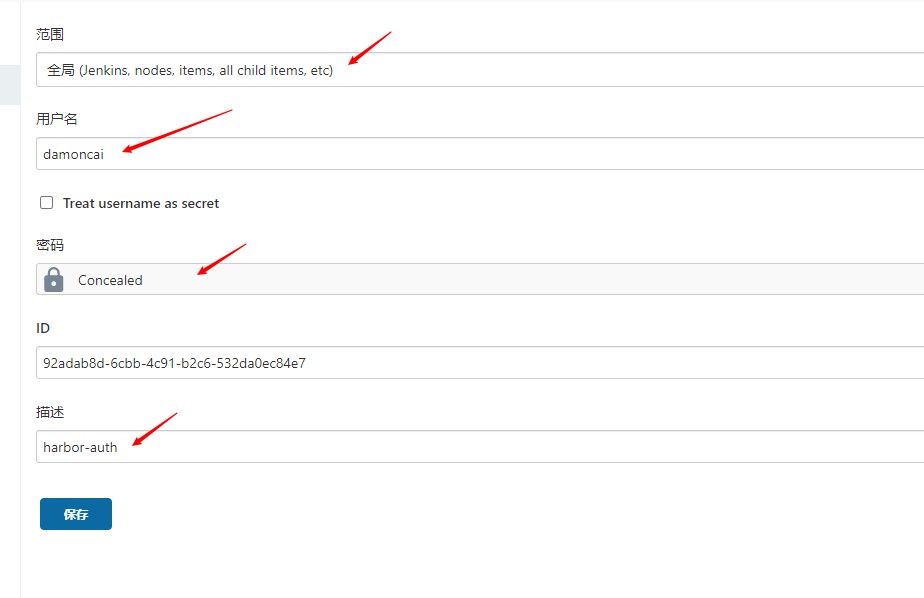 范围
全局 (Jenkins, nodes, items, all child items, etc)
用户名
damoncai
Treat username as secret
密码
Concealed
ID
92adab8d-6cbb-4c91-b2c6-532da0ec84e7
描述
harbor-auth
保存